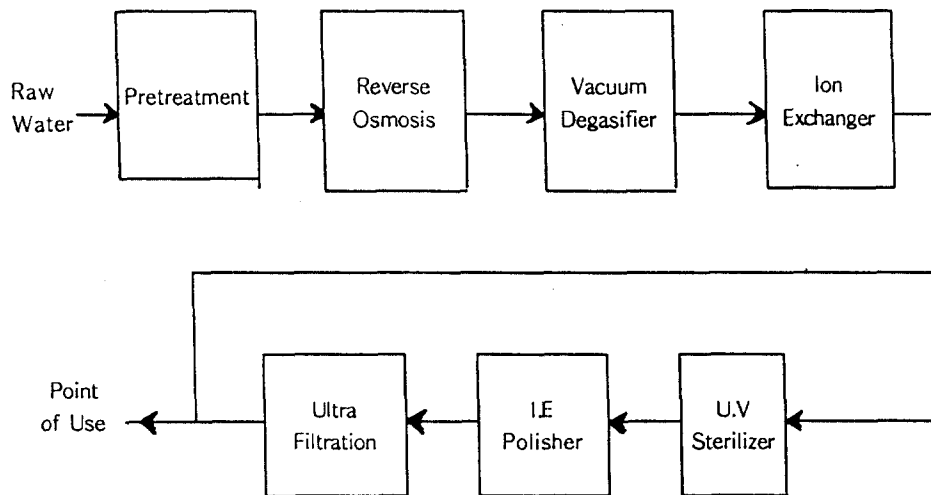 Raw
Water
Pretreatment
Reverse
Osmosis
Vacuum
Degasifier
Ion
Exchanger
Point
of Use
Ultra
Filtration
I.E
Polisher
U.V
Sterilizer